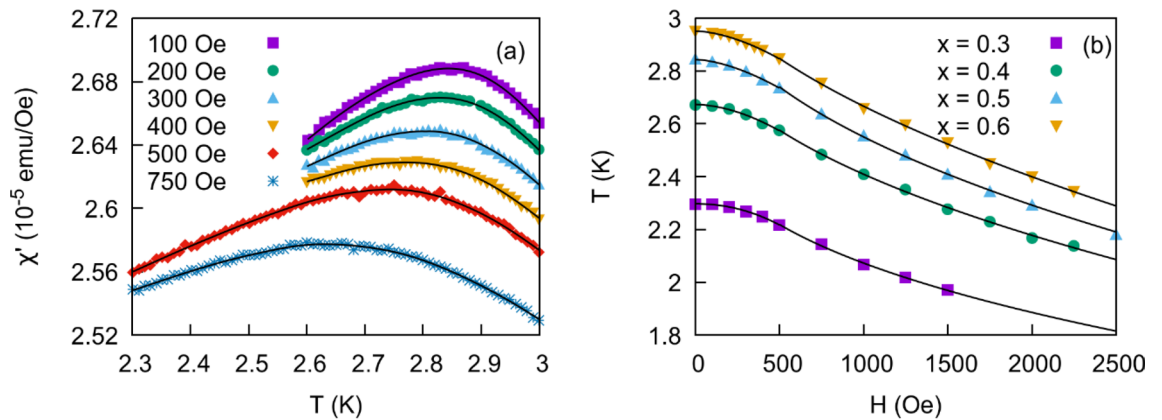 2.72
2.68
2.64
2.6
2.56
2.52
χ' (10⁻⁵ emu/Oe)
100 Oe
200 Oe
300 Oe
400 Oe
500 Oe
750 Oe
(a)
2.3 2.4 2.5 2.6 2.7 2.8 2.9 3
T (K)
3
2.8
2.6
2.4
2.2
2
1.8
T (K)
x = 0.3
x = 0.4
x = 0.5
x = 0.6
(b)
0 500 1000 1500 2000 2500
H (Oe)